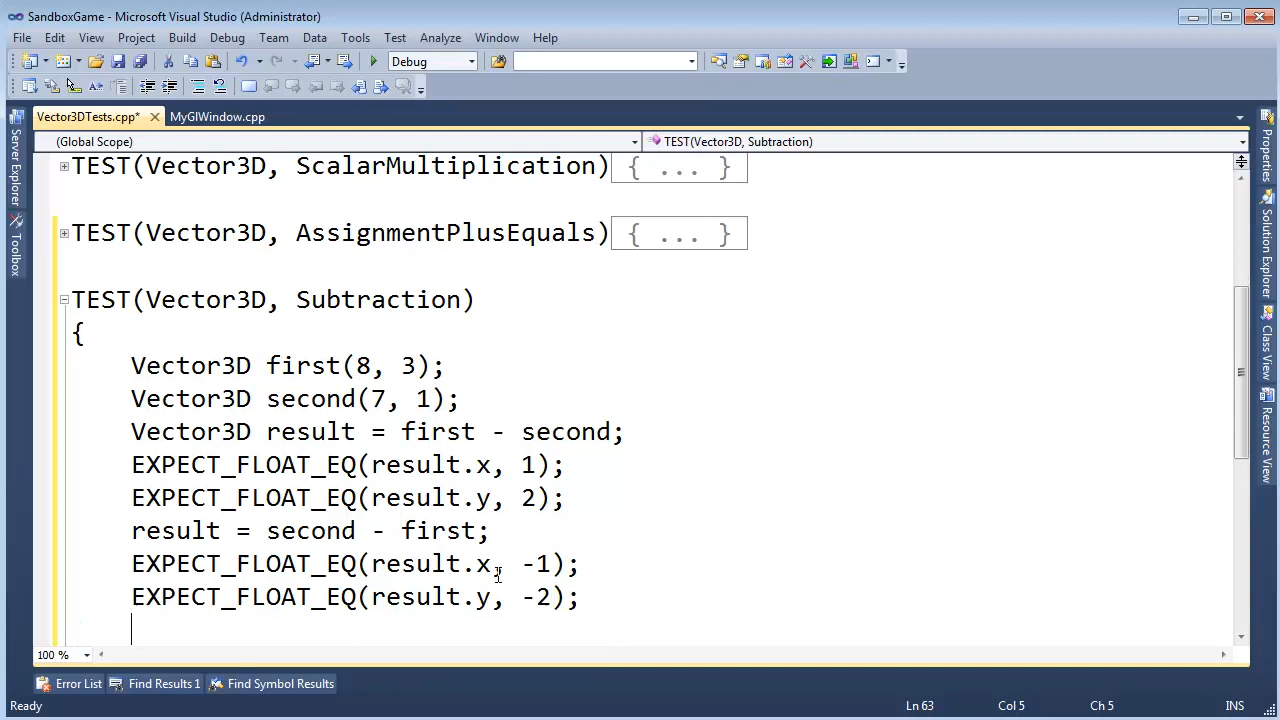 SandboxGame - Microsoft Visual Studio (Administrator)
File Edit View Project Build Debug Team Data Tools Test Analyze Window Help
Debug
Vector3DTests.cpp* MyGlWindow.cpp
(Global Scope) TEST(Vector3D, Subtraction)
TEST(Vector3D, ScalarMultiplication) { ... }
TEST(Vector3D, AssignmentPlusEquals) { ... }
TEST(Vector3D, Subtraction)
{
Vector3D first(8, 3);
Vector3D second(7, 1);
Vector3D result = first - second;
EXPECT_FLOAT_EQ(result.x, 1);
EXPECT_FLOAT_EQ(result.y, 2);
result = second - first;
EXPECT_FLOAT_EQ(result.x, -1);
EXPECT_FLOAT_EQ(result.y, -2);
100 %
Error List Find Results 1 Find Symbol Results
Ready Ln 63 Col 5 Ch 5 INS
Server Explorer
Toolbox
Properties
Solution Explorer
Class View
Resource View